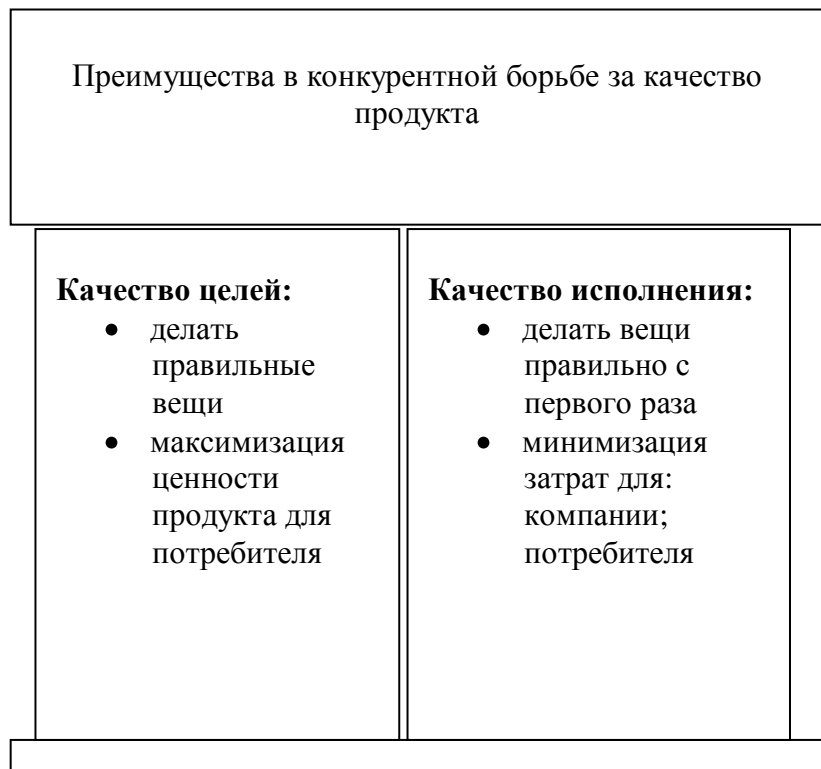 Преимущества в конкурентной борьбе за качество
продукта
Качество целей:
• делать
правильные
вещи
• максимизация
ценности
продукта для
потребителя
Качество исполнения:
• делать вещи
правильно с
первого раза
• минимизация
затрат для:
компании;
потребителя